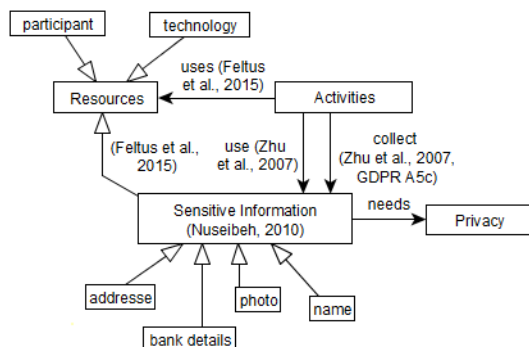 participant
technology
uses (Feltus
et al., 2015)
Resources
Activities
(Feltus et al.,
2015)
use (Zhu
et al., 2007)
collect
(Zhu et al., 2007,
GDPR A5c)
Sensitive Information
(Nuseibeh, 2010)
needs
Privacy
addresse
photo
name
bank details